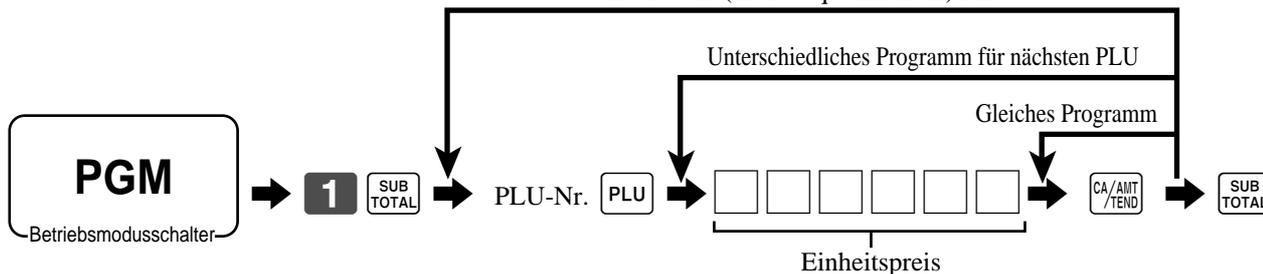 Unterschiedliches Programm für nächsten PLU
Gleiches Programm
PGM
Betriebsmodusschalter
1 SUB TOTAL PLU-Nr. PLU CA/AMT /TEND SUB TOTAL
Einheitspreis